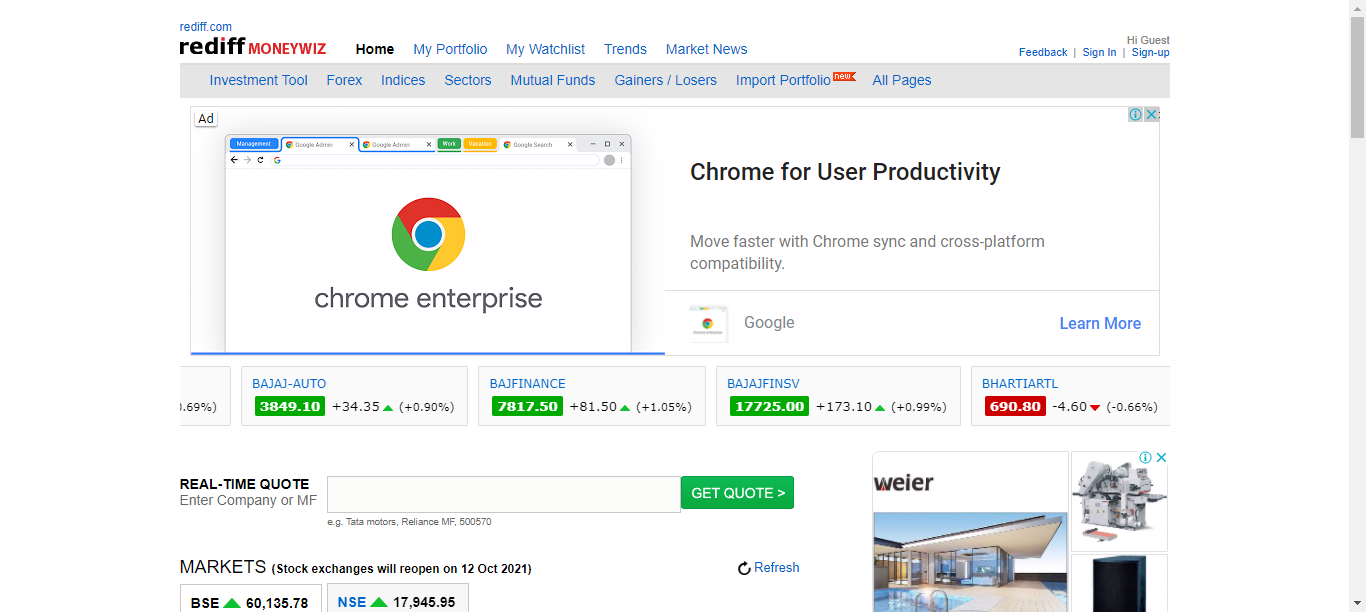 rediff.com
rediff MONEYWIZ
Home My Portfolio My Watchlist Trends Market News
Hi Guest
Feedback | Sign In | Sign-up
Investment Tool Forex Indices Sectors Mutual Funds Gainers / Losers Import Portfolio new All Pages
Ad
Management Google Admin Google Admin Work Vacation Google Search
chrome enterprise
Chrome for User Productivity
Move faster with Chrome sync and cross-platform
compatibility.
Google
Learn More
BAJAJ-AUTO BAJFINANCE BAJAJFINSV BHARTIARTL
.69%) 3849.10 +34.35 (+0.90%) 7817.50 +81.50 (+1.05%) 17725.00 +173.10 (+0.99%) 690.80 -4.60 (-0.66%)
REAL-TIME QUOTE
Enter Company or MF
GET QUOTE >
e.g. Tata motors, Reliance MF, 500570
weier
MARKETS (Stock exchanges will reopen on 12 Oct 2021)
Refresh
BSE 60,135.78 NSE 17,945.95